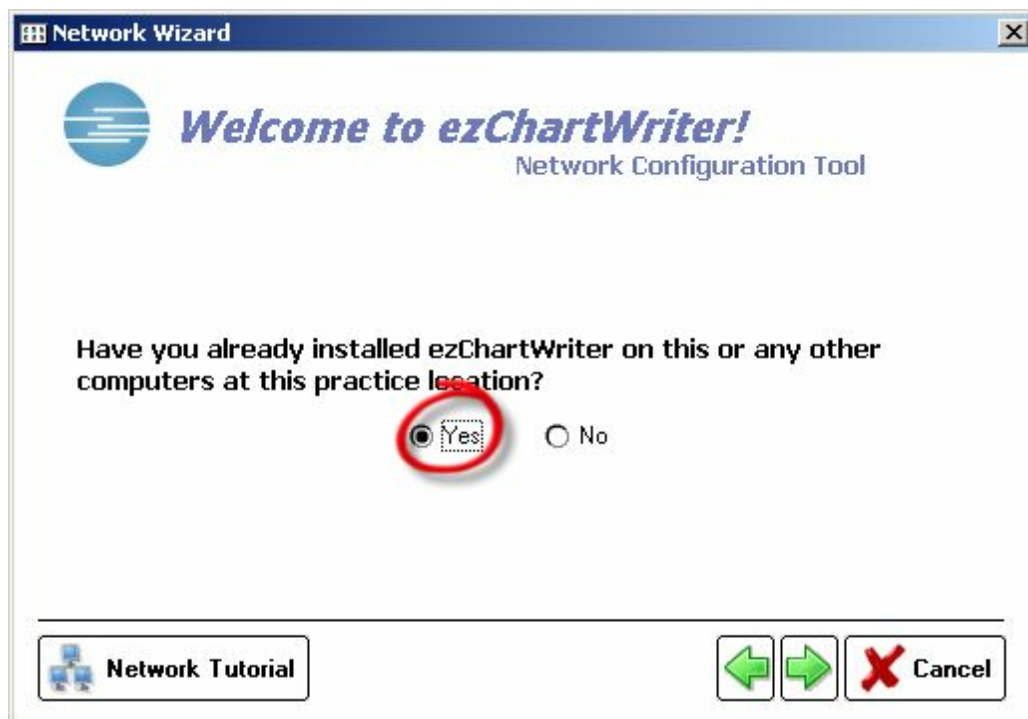 Network Wizard
Welcome to ezChartWriter!
Network Configuration Tool
Have you already installed ezChartWriter on this or any other
computers at this practice location?
Yes No
Network Tutorial Cancel